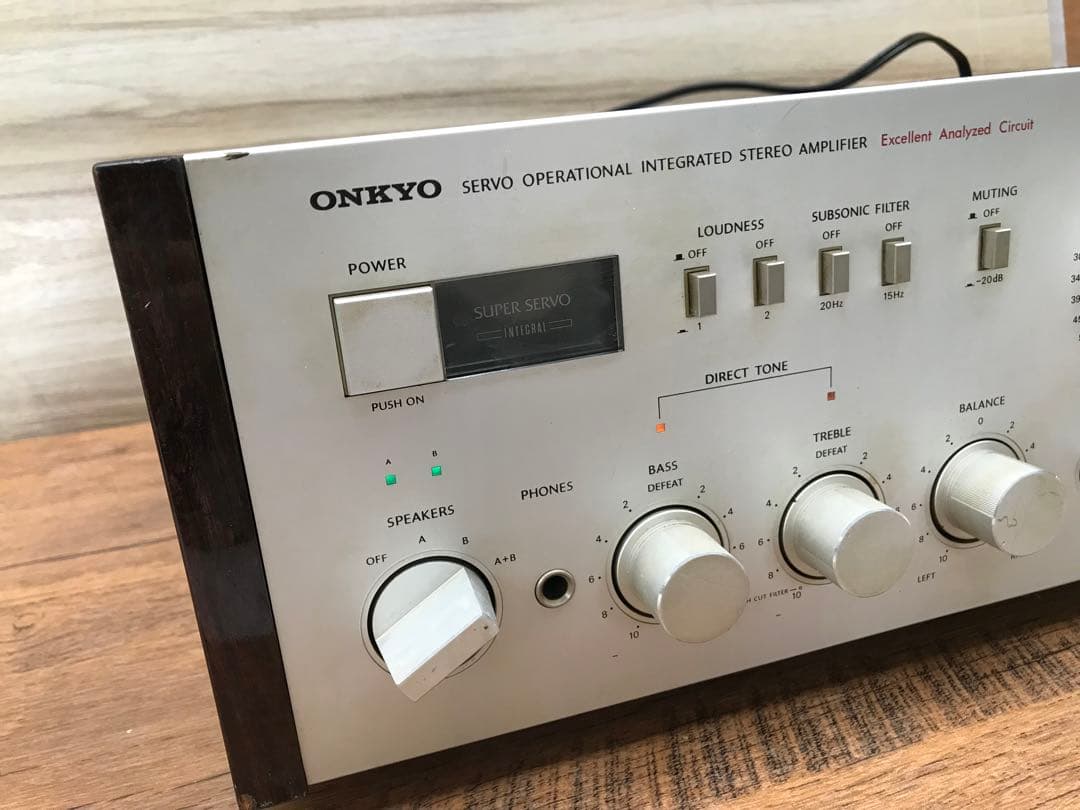 ONKYO SERVO OPERATIONAL INTEGRATED STEREO AMPLIFIER Excellent Analyzed Circuit
POWER
SUPER SERVO
INTEGRAL
PUSH ON
LOUDNESS
OFF OFF
1 2
SUBSONIC FILTER
OFF OFF
20Hz 15Hz
MUTING
OFF
-20dB
DIRECT TONE
A B
SPEAKERS
OFF A B A+B
PHONES
BASS
DEFEAT
2 2
4 4
6 6
8
10
-
TREBLE
DEFEAT
2 2
4 4
6
8
10
-
CUT FILTER
BALANCE
0
2 2
4 4
6
8
10
LEFT